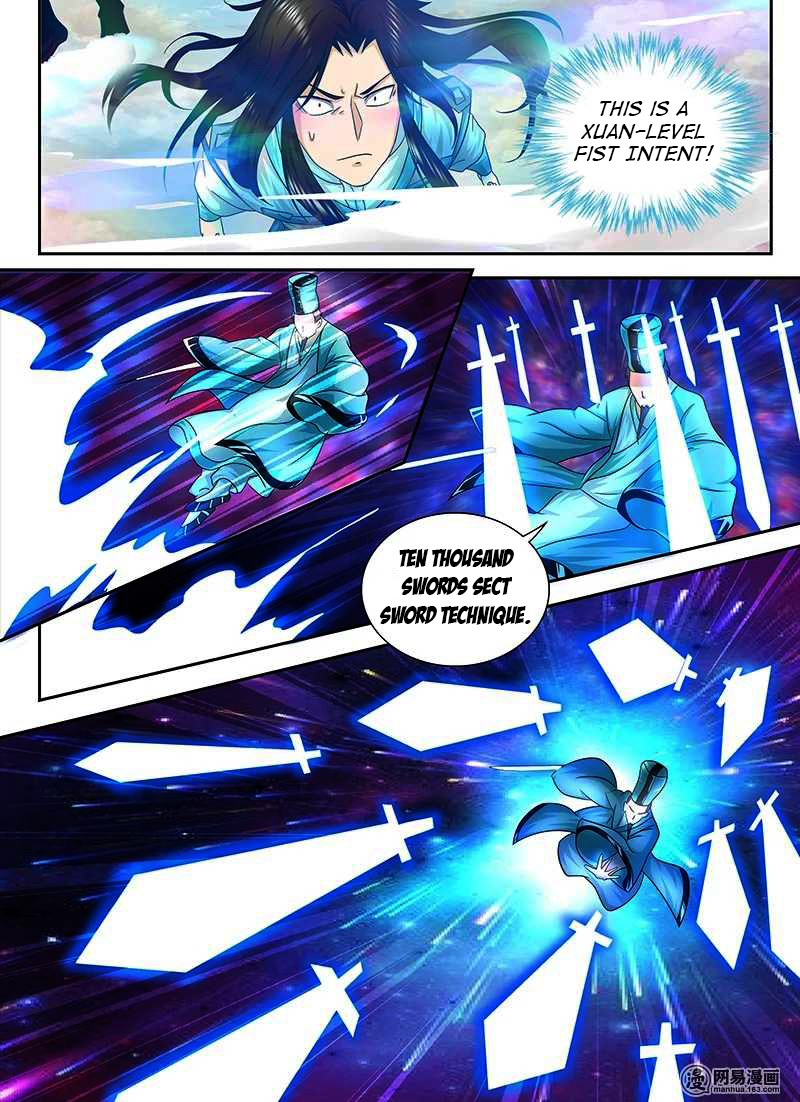 THIS IS A
XUAN-LEVEL
FIST INTENT!
TEN THOUSAND
SWORDS SECT
SWORD TECHNIQUE.
漫 网易漫画
manhua.163.com